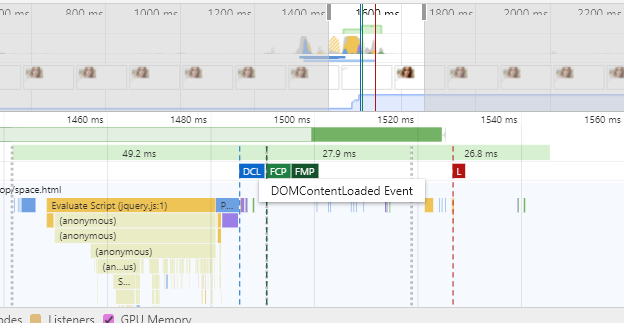 00 ms 800 ms 1000 ms 1200 ms 1400 ms 1600 ms 1800 ms 2000 ms 2200 ms
1460 ms 1480 ms 1500 ms 1520 ms 1540 ms 1560 ms
49.2 ms 27.9 ms 26.8 ms
DCL FCP FMP L
DOMContentLoaded Event
op/space.html
Evaluate Script (jquery.js:1) P...
(anonymous)
(anonymous)
(anonymous)
(an...us)
S...
odes Listeners GPU Memory